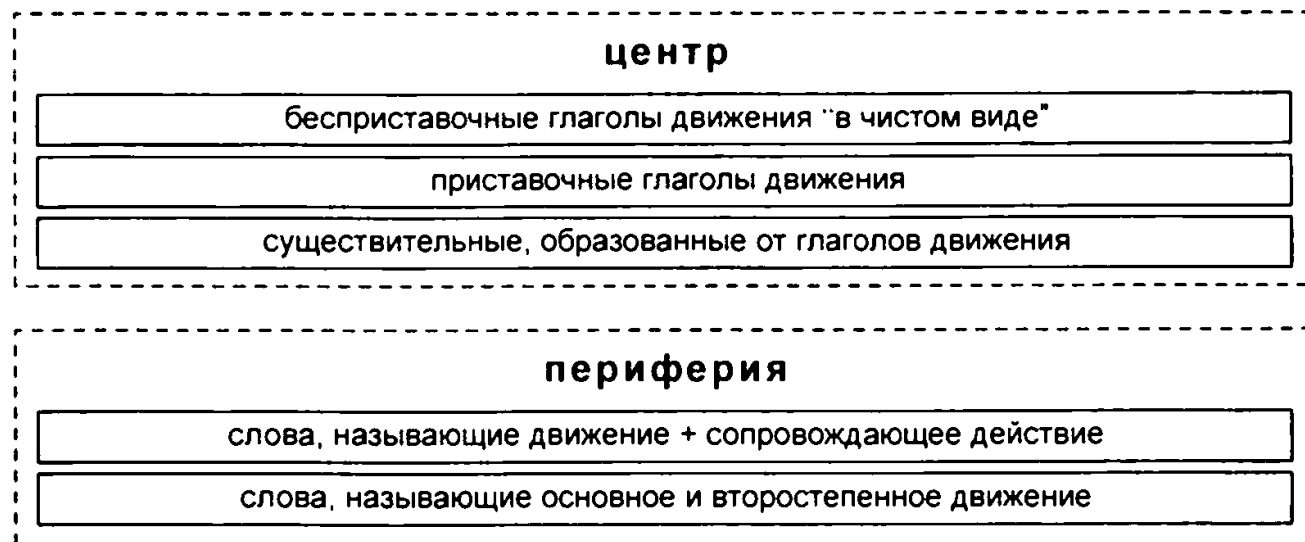 центр
бесприставочные глаголы движения "в чистом виде"
приставочные глаголы движения
существительные, образованные от глаголов движения
периферия
слова, называющие движение + сопровождающее действие
слова, называющие основное и второстепенное движение